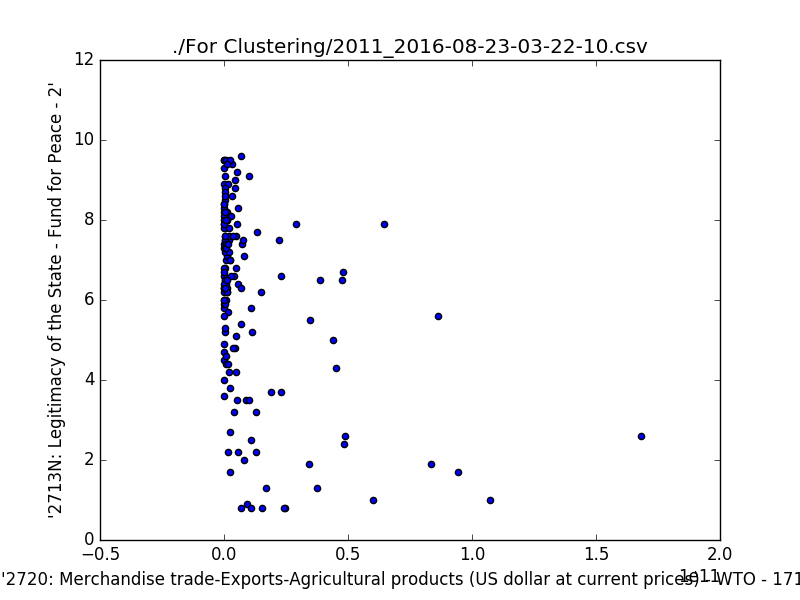 ./For Clustering/2011_2016-08-23-03-22-10.csv
12
10
8
6
4
2
0
'2713N: Legitimacy of the State - Fund for Peace - 2'
−0.5 0.0 0.5 1.0 1.5 2.0
1e11
'2720: Merchandise trade-Exports-Agricultural products (US dollar at current prices) - WTO - 171